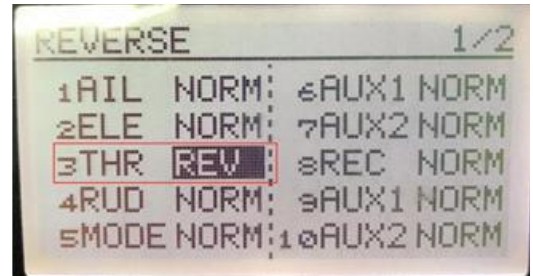 REVERSE 1/2
1AIL NORM 6AUX1 NORM
2ELE NORM 7AUX2 NORM
3THR REV 8REC NORM
4RUD NORM 9AUX1 NORM
5MODE NORM 10AUX2 NORM